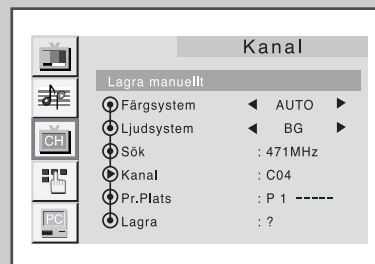 Kanal
Lagra manuellt
Färgsystem ◀ AUTO ▶
Ljudsystem ◀ BG ▶
CH
Sök : 471MHz
Kanal : C04
Pr.Plats : P 1 -----
PC
Lagra : ?